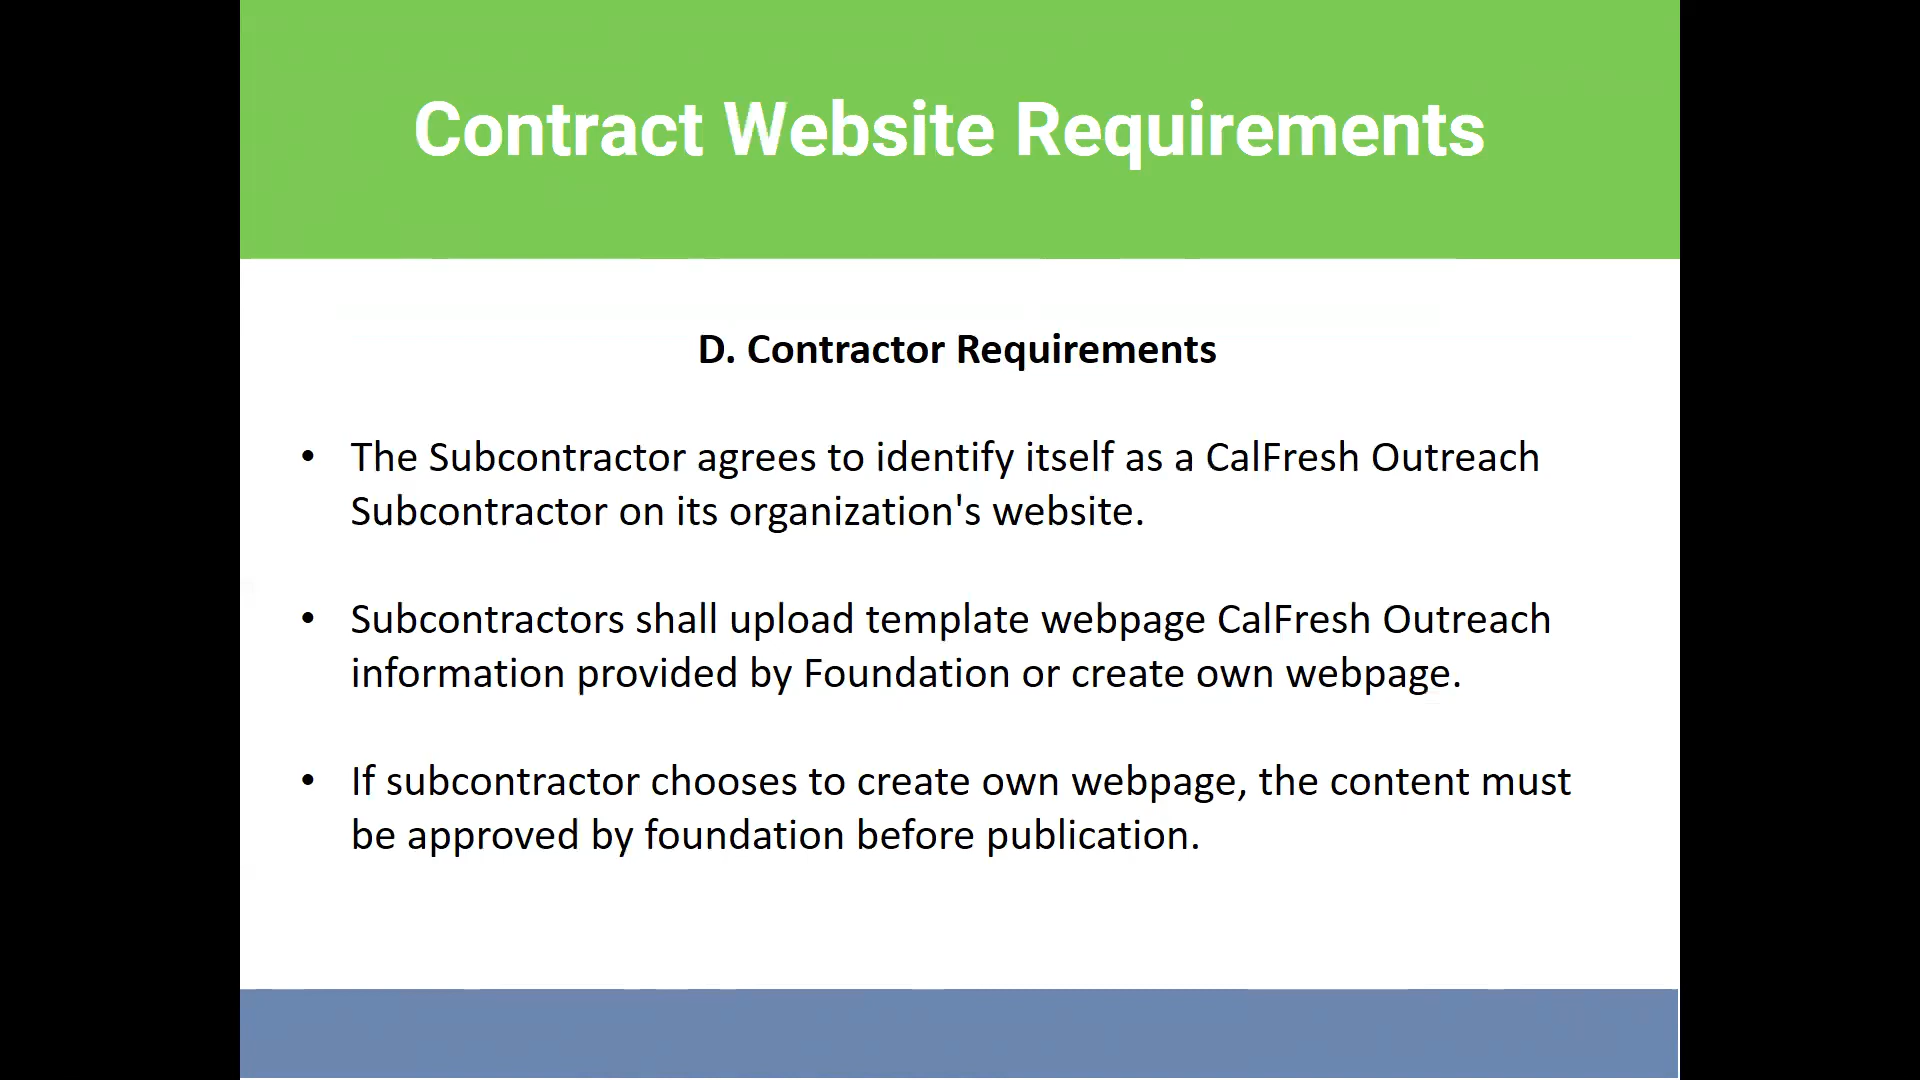 Contract Website Requirements
D. Contractor Requirements
• The Subcontractor agrees to identify itself as a CalFresh Outreach
Subcontractor on its organization's website.
• Subcontractors shall upload template webpage CalFresh Outreach
information provided by Foundation or create own webpage.
• If subcontractor chooses to create own webpage, the content must
be approved by foundation before publication.